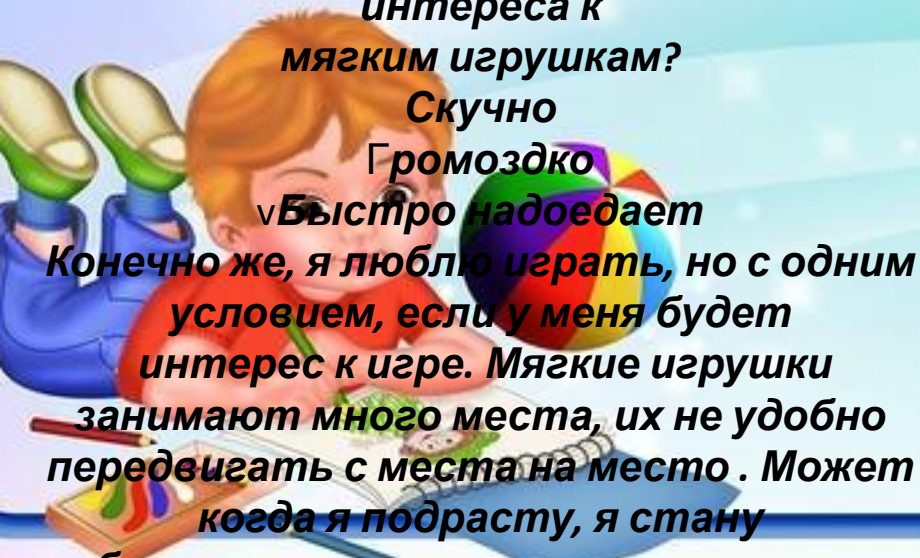 интереса к
мягким игрушкам?
Скучно
Громоздко
vБыстро надоедает
Конечно же, я люблю играть, но с одним
условием, если у меня будет
интерес к игре. Мягкие игрушки
занимают много места, их не удобно
передвигать с места на место . Может
когда я подрасту, я стану